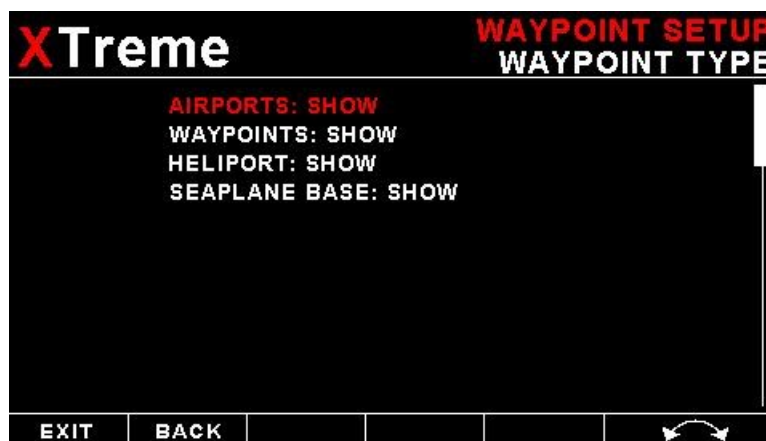 XTreme
WAYPOINT SETUP
WAYPOINT TYPE
AIRPORTS: SHOW
WAYPOINTS: SHOW
HELIPORT: SHOW
SEAPLANE BASE: SHOW
EXIT BACK